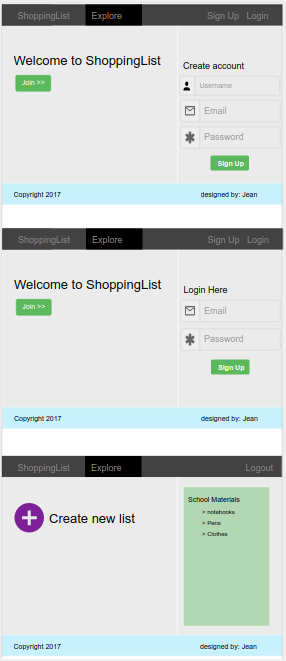 ShoppingList Explore Sign Up Login
Welcome to ShoppingList
Join >>
Create account
Username
Email
Password
Sign Up
Copyright 2017 designed by: Jean
ShoppingList Explore Sign Up Login
Welcome to ShoppingList
Join >>
Login Here
Email
Password
Sign Up
Copyright 2017 designed by: Jean
ShoppingList Explore Logout
Create new list
School Materials
> notebooks
> Pens
> Clothes
Copyright 2017 designed by: Jean